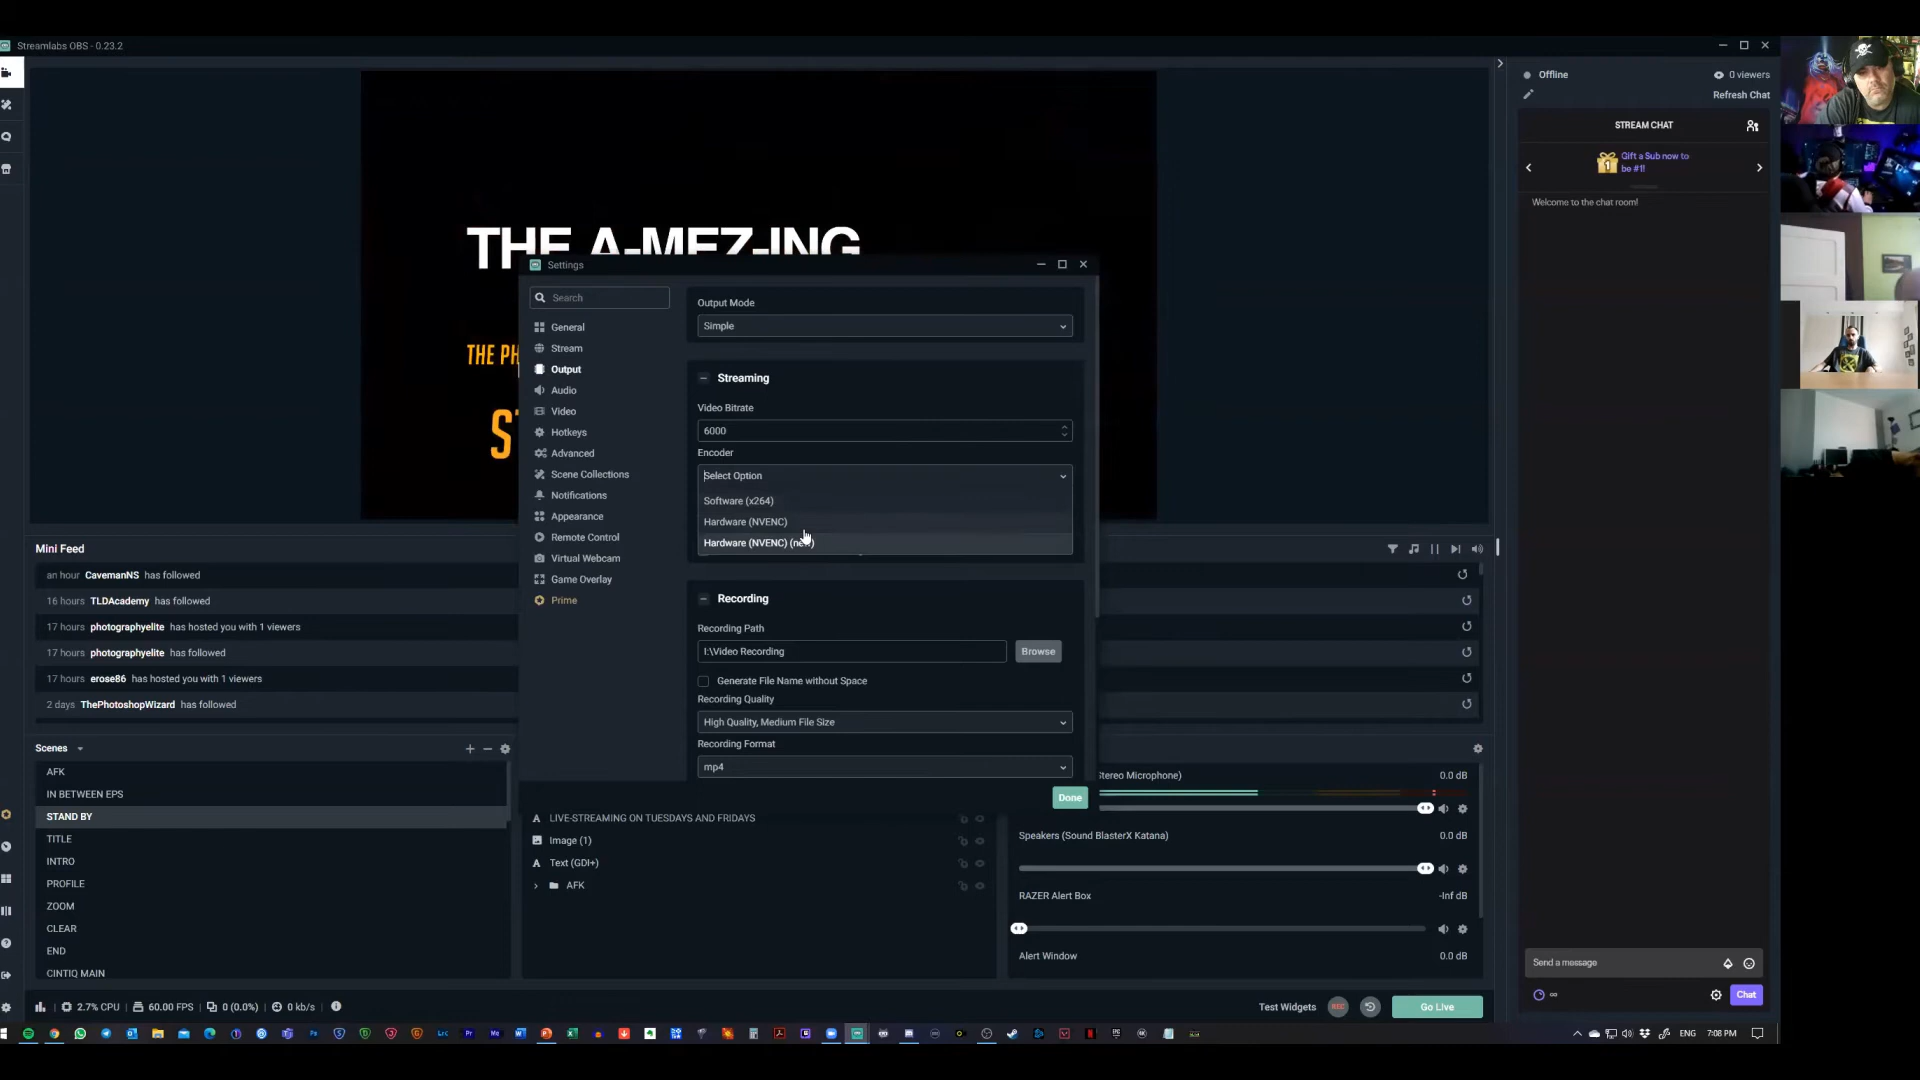 Streamlabs OBS - 0.23.2
Offline
0 viewers
Refresh Chat
STREAM CHAT
1
Gift a Sub now to
be #1!
Welcome to the chat room!
THE A-MEZ-ING
THE PH
ST
Settings
Search
General
Stream
Output
Audio
Video
Hotkeys
Advanced
Scene Collections
Notifications
Appearance
Remote Control
Virtual Webcam
Game Overlay
Prime
Output Mode
Simple
Streaming
Video Bitrate
6000
Encoder
Select Option
Software (x264)
Hardware (NVENC)
Hardware (NVENC)
Recording
Recording Path
I:\Video Recording
Browse
Generate File Name without Space
Recording Quality
High Quality, Medium File Size
Recording Format
mp4
Done
Mini Feed
an hour CavemanNS has followed
16 hours TLDAcademy has followed
17 hours photographyelite has hosted you with 1 viewers
17 hours photographyelite has followed
17 hours erose86 has hosted you with 1 viewers
2 days ThePhotoshopWizard has followed
Scenes
AFK
IN BETWEEN EPS
STAND BY
TITLE
INTRO
PROFILE
ZOOM
CLEAR
END
CINTIQ MAIN
LIVE-STREAMING ON TUESDAYS AND FRIDAYS
Image (1)
Text (GDI+)
AFK
Stereo Microphone)
0.0 dB
Speakers (Sound BlasterX Katana)
0.0 dB
RAZER Alert Box
-Inf dB
Alert Window
0.0 dB
Send a message
Chat
2.7% CPU
60.00 FPS
0 (0.0%)
0 kb/s
Test Widgets
REC
Go Live
ENG
7:08 PM